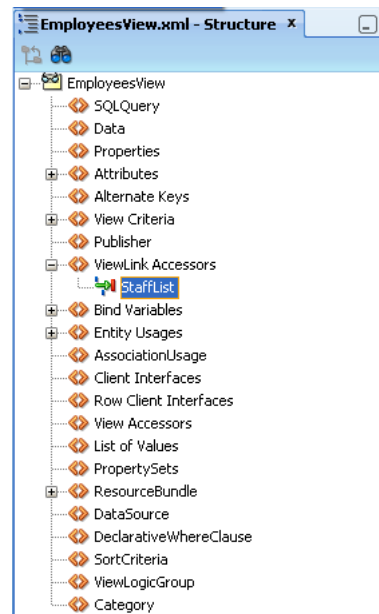 EmployeesView.xml - Structure x
EmployeesView
SQLQuery
Data
Properties
Attributes
Alternate Keys
View Criteria
Publisher
ViewLink Accessors
StaffList
Bind Variables
Entity Usages
AssociationUsage
Client Interfaces
Row Client Interfaces
View Accessors
List of Values
PropertySets
ResourceBundle
DataSource
DeclarativeWhereClause
SortCriteria
ViewLogicGroup
Category